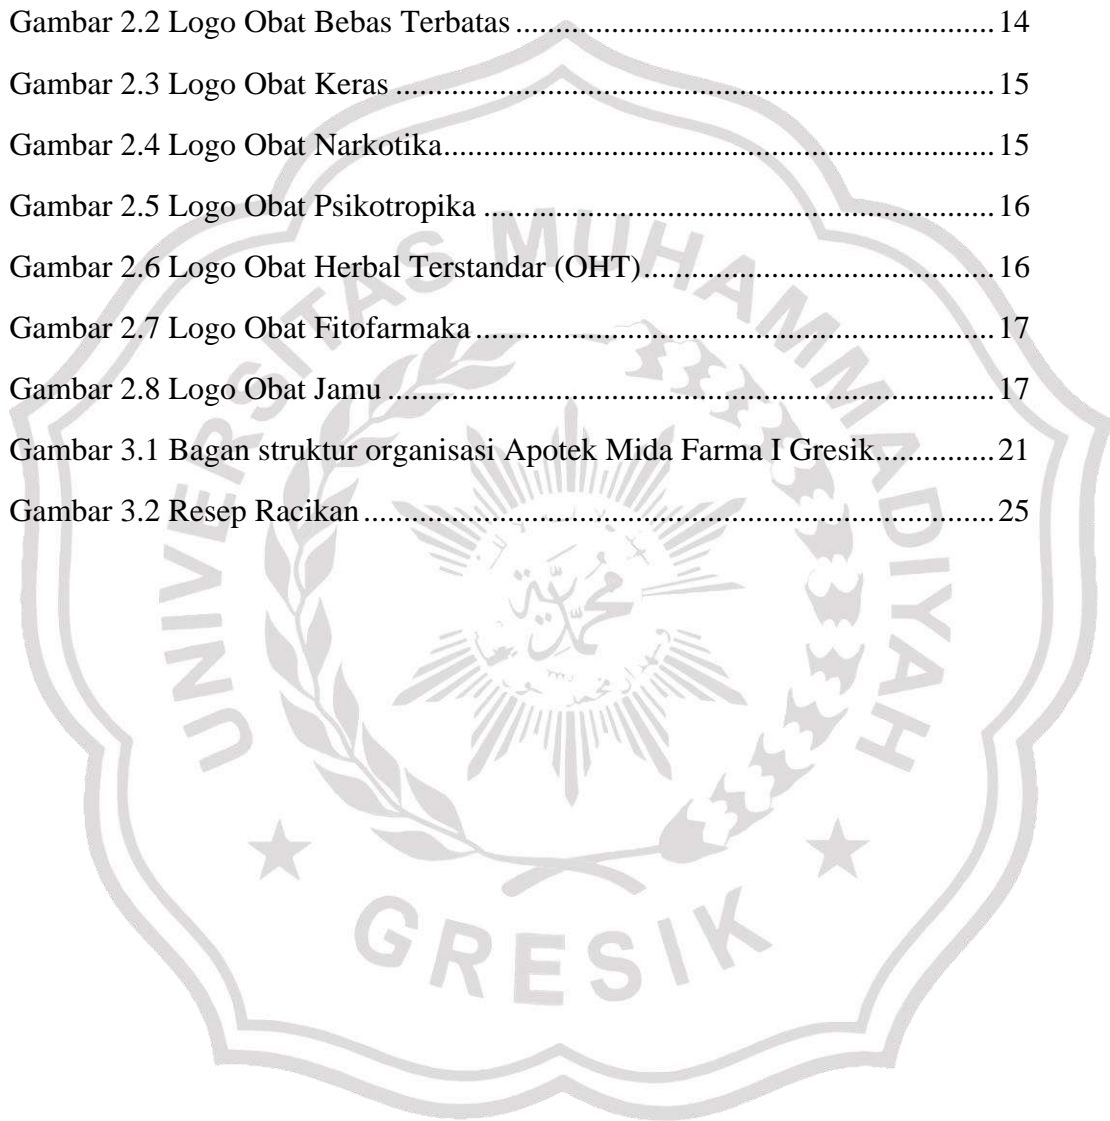 Gambar 2.2 Logo Obat Bebas Terbatas ........................................................... 14
Gambar 2.3 Logo Obat Keras .......................................................................... 15
Gambar 2.4 Logo Obat Narkotika.................................................................... 15
Gambar 2.5 Logo Obat Psikotropika ............................................................... 16
Gambar 2.6 Logo Obat Herbal Terstandar (OHT)........................................... 16
Gambar 2.7 Logo Obat Fitofarmaka ................................................................ 17
Gambar 2.8 Logo Obat Jamu ........................................................................... 17
Gambar 3.1 Bagan struktur organisasi Apotek Mida Farma I Gresik.............. 21
Gambar 3.2 Resep Racikan .............................................................................. 25
UNIVERSITAS MUHAMMADIYAH
GRESIK